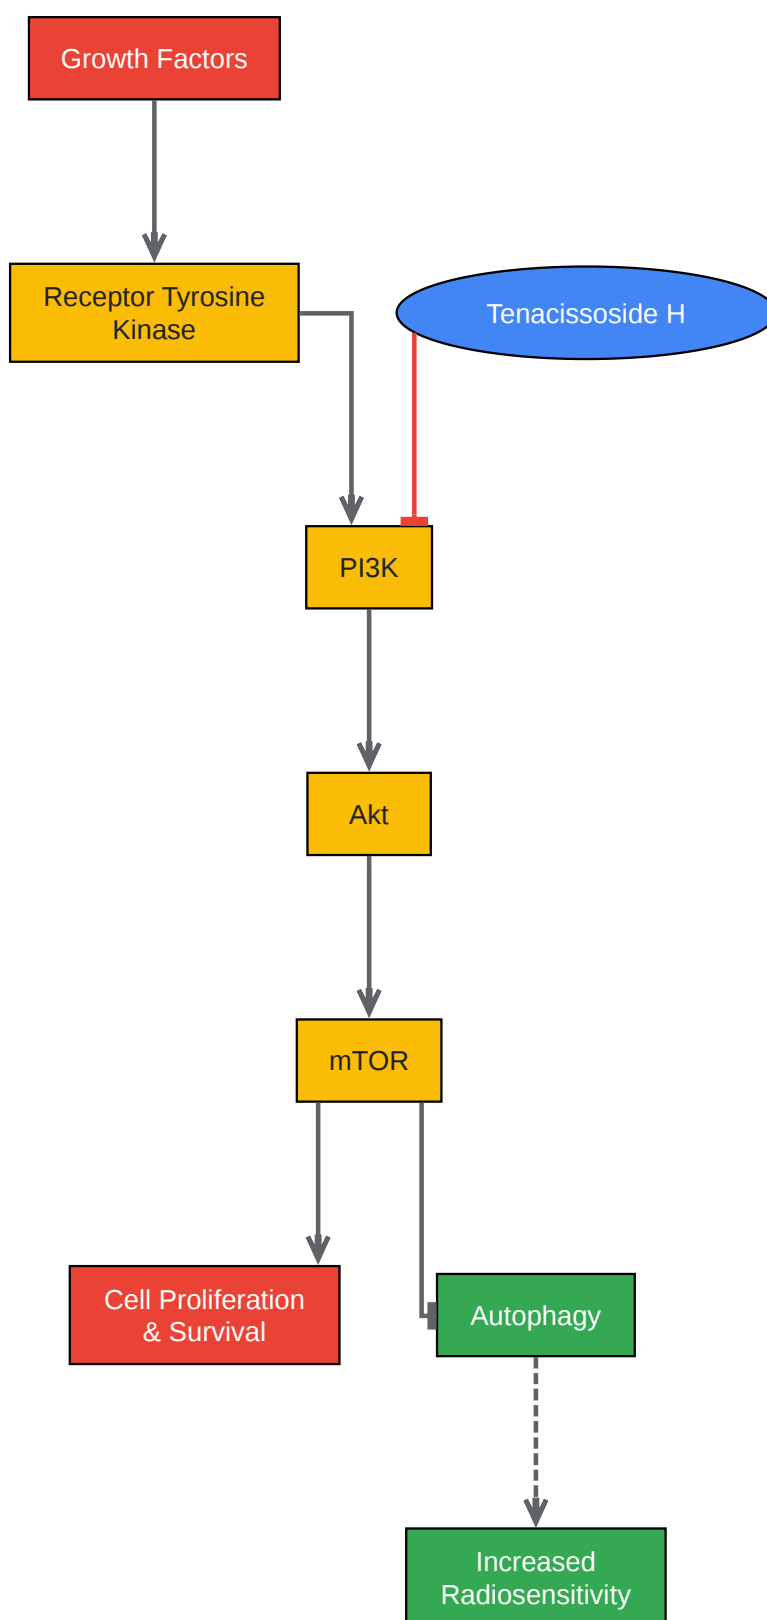 Growth Factors
Receptor Tyrosine
Kinase
Tenacissoside H
PI3K
Akt
mTOR
Cell Proliferation
& Survival
Autophagy
Increased
Radiosensitivity